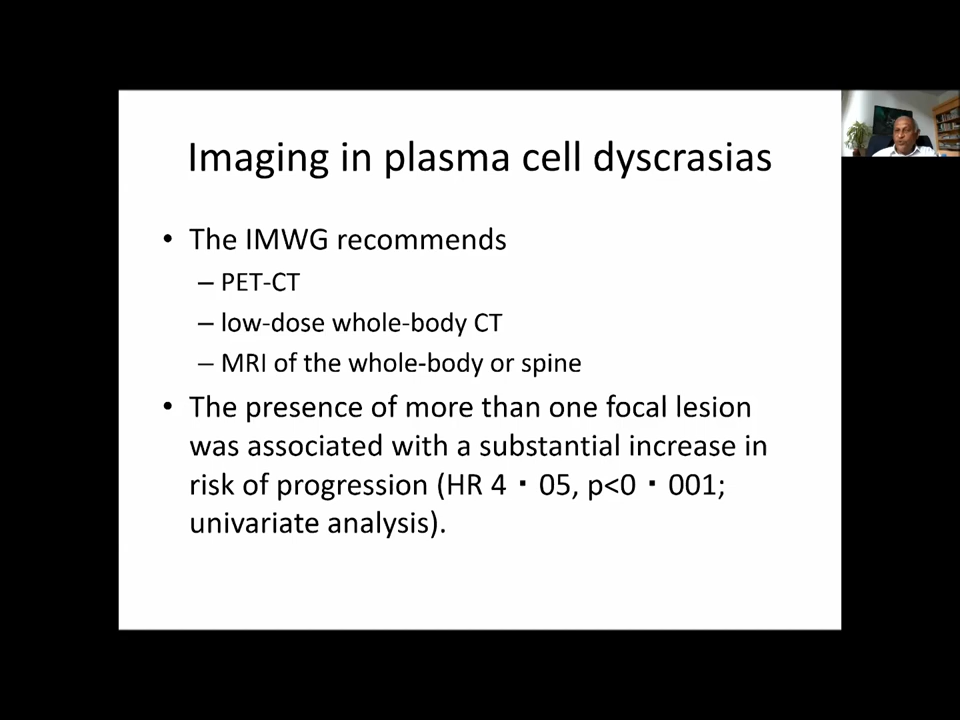 Imaging in plasma cell dyscrasias
• The IMWG recommends
– PET-CT
– low-dose whole-body CT
– MRI of the whole-body or spine
• The presence of more than one focal lesion
was associated with a substantial increase in
risk of progression (HR 4・05, p<0・001;
univariate analysis).